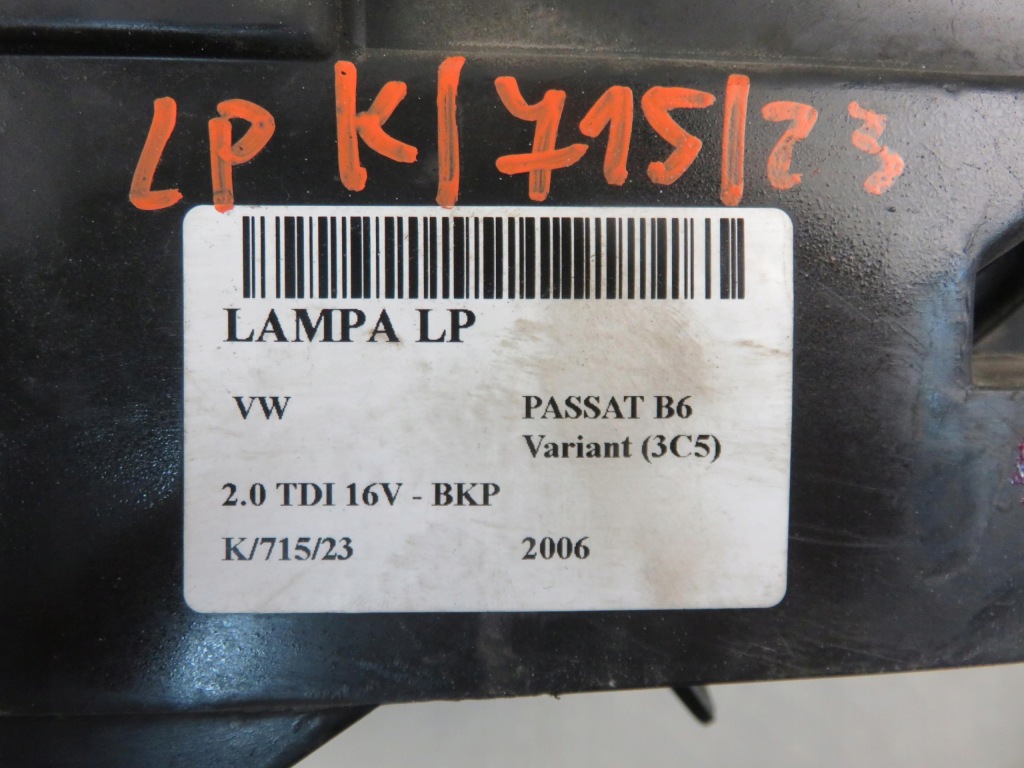 LP K/715/23
LAMPA LP
VW PASSAT B6
Variant (3C5)
2.0 TDI 16V - BKP
K/715/23 2006